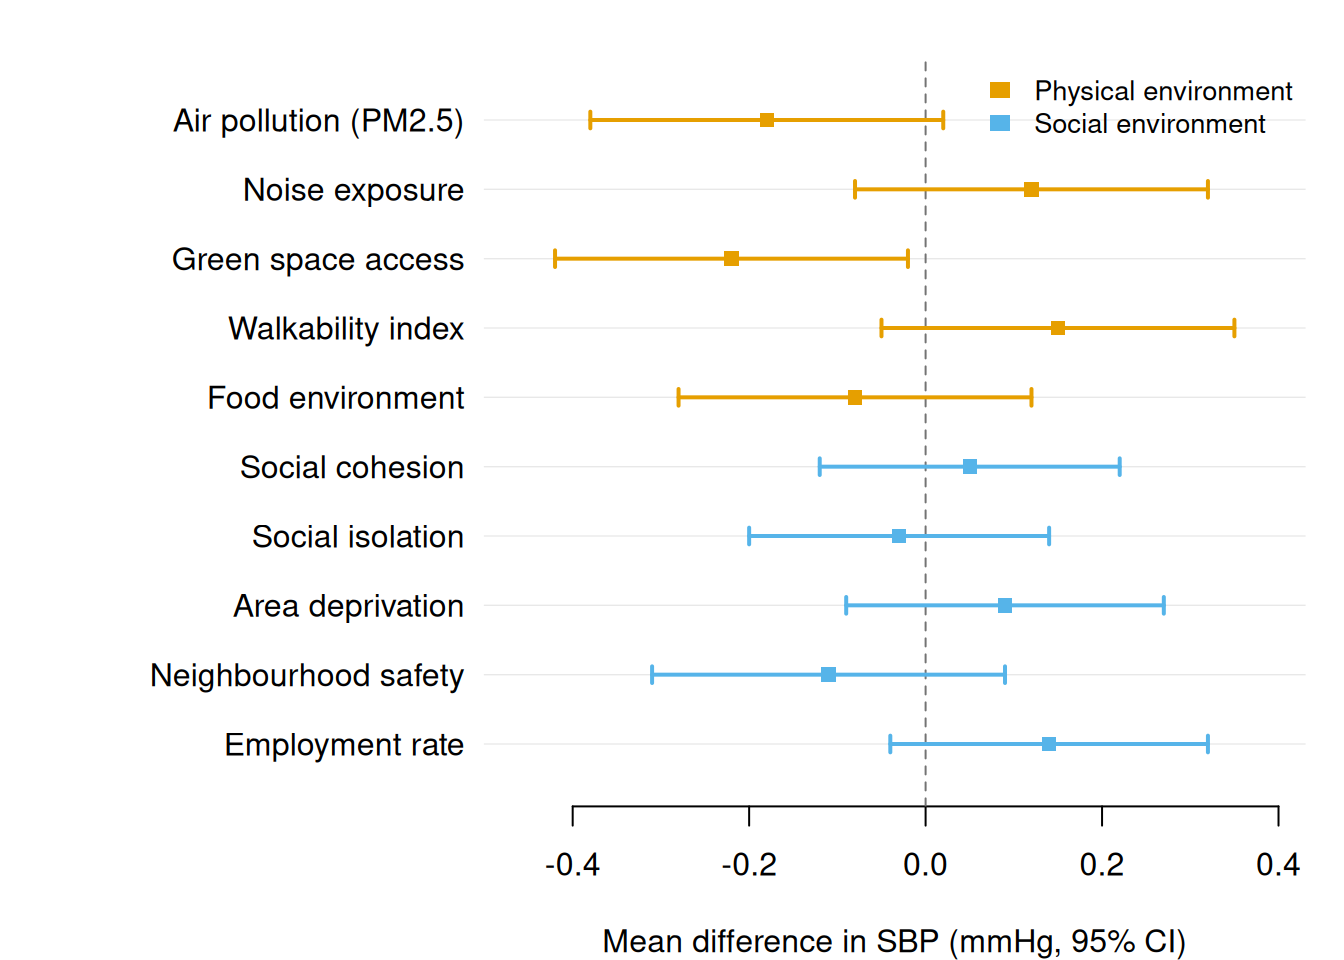 Physical environment
Social environment
Air pollution (PM2.5)
Noise exposure
Green space access
Walkability index
Food environment
Social cohesion
Social isolation
Area deprivation
Neighbourhood safety
Employment rate
-0.4 -0.2 0.0 0.2 0.4
Mean difference in SBP (mmHg, 95% CI)